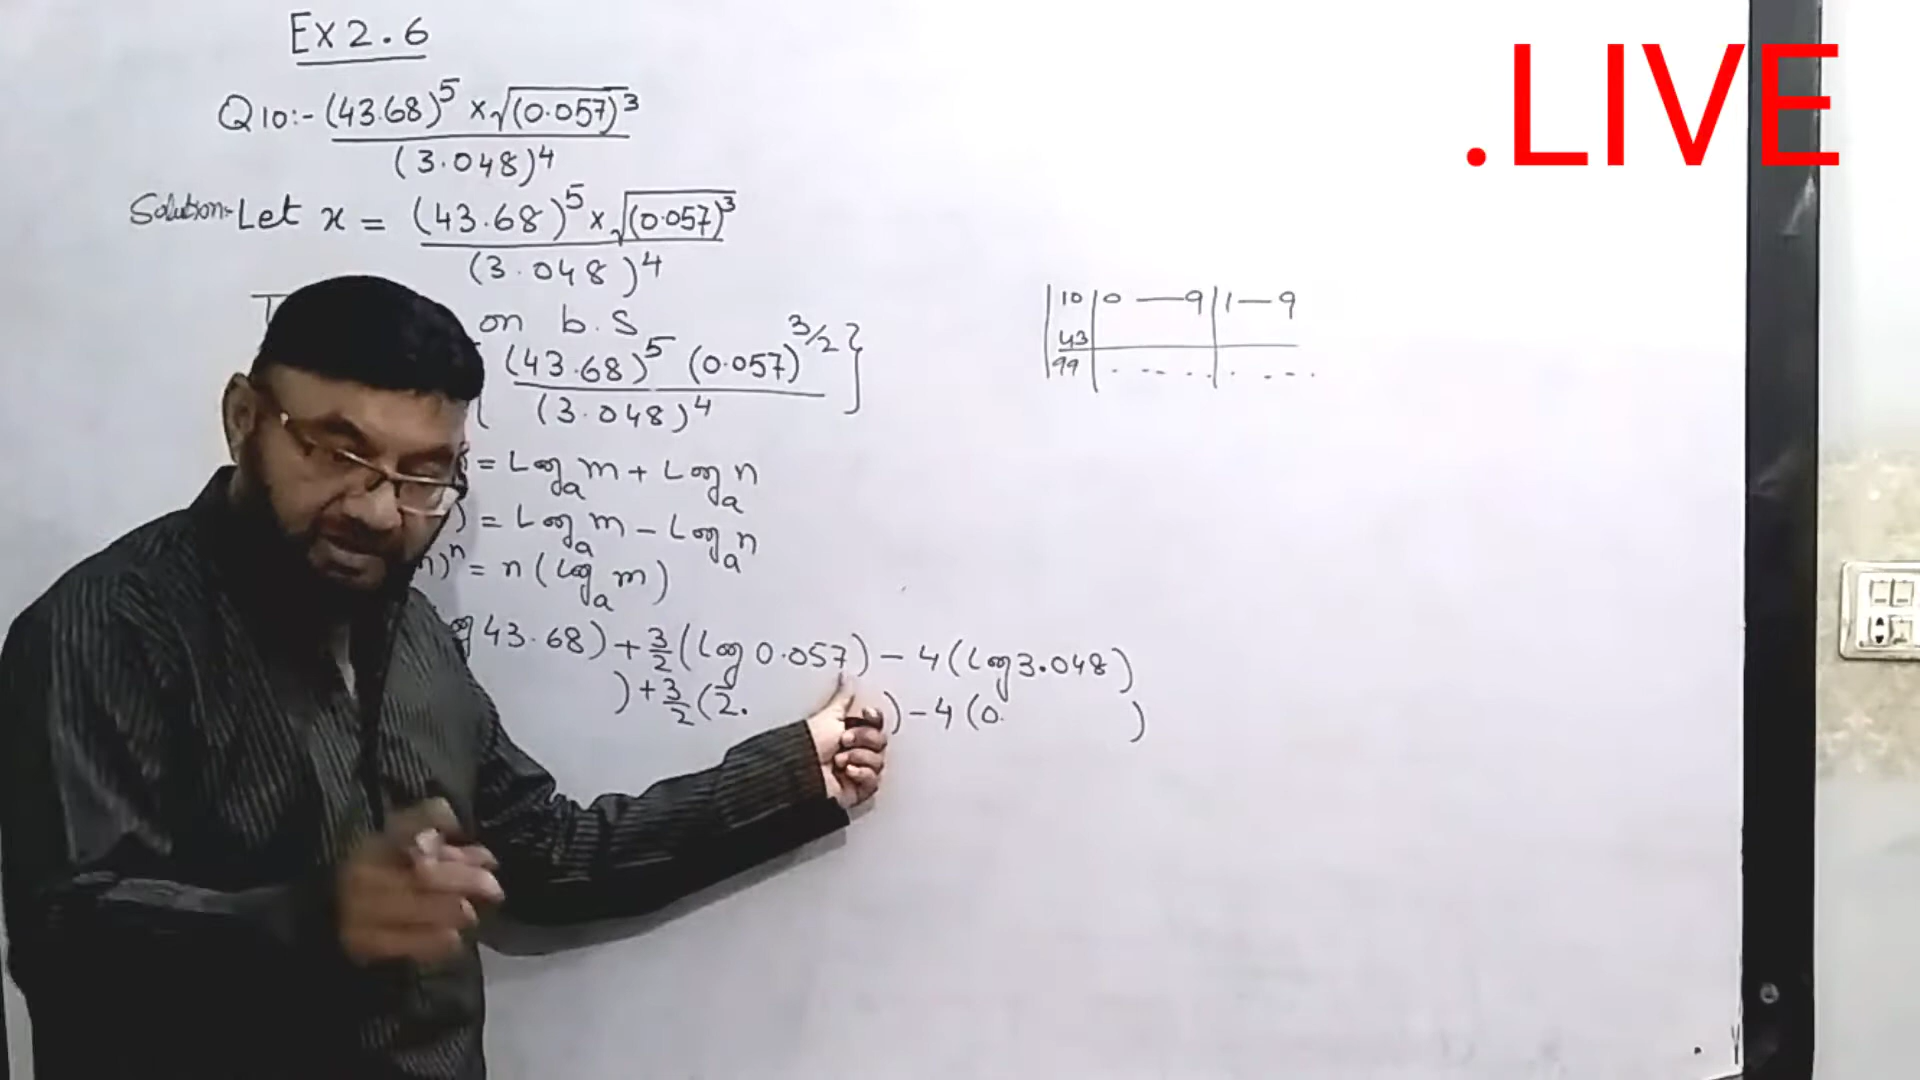 Ex 2.6
.LIVE
Q10:- (43.68)^5 × √(0.057)^3
(3.048)^4
Solution:- Let x = (43.68)^5 × √(0.057)^3
(3.048)^4
on b.s
(43.68)^5 (0.057)^3/2 }
(3.048)^4
= Log_a m + Log_a n
) = Log_a m - Log_a n
)^n = n (Log_a m)
43.68) + 3/2 (Log 0.057) - 4 (Log 3.048)
) + 3/2 (2̅. ) - 4 (0. )
10 | 0 — 9 | 1 — 9
43
99